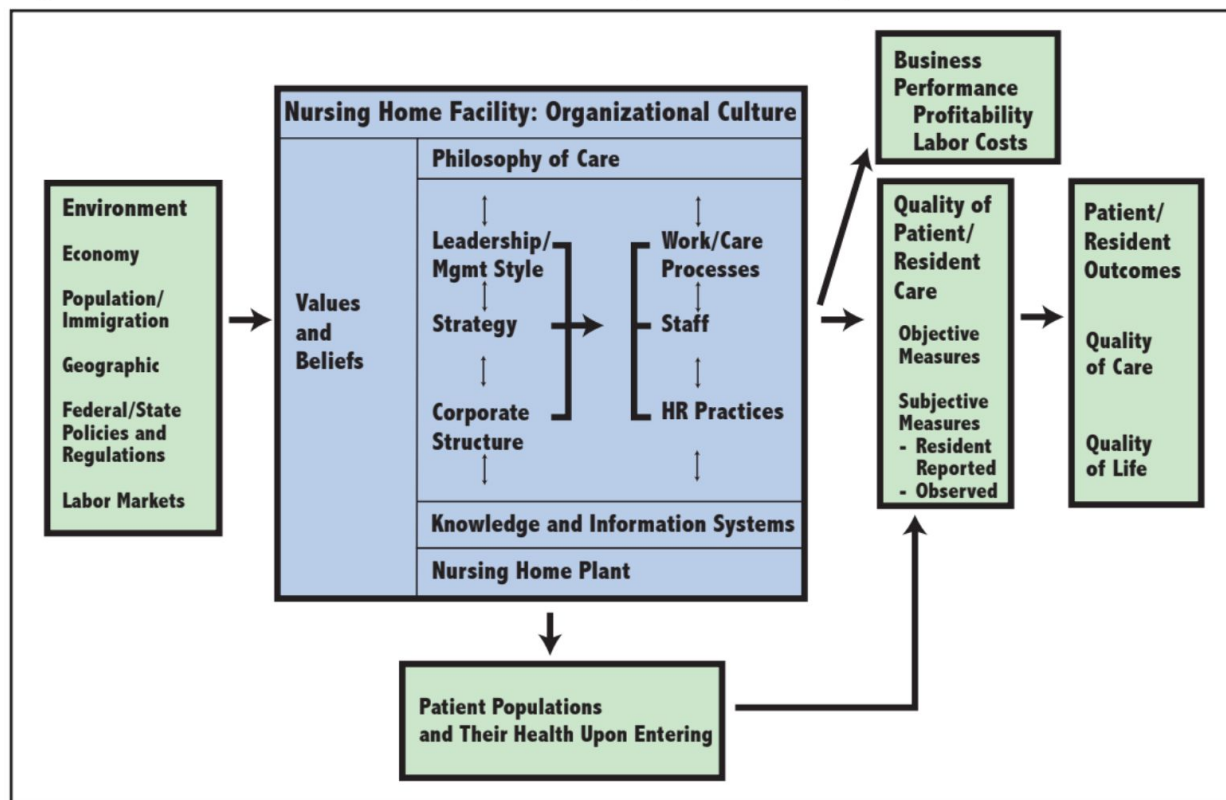 Environment
Economy
Population/
Immigration
Geographic
Federal/State
Policies and
Regulations
Labor Markets
Nursing Home Facility: Organizational Culture
Values
and
Beliefs
Philosophy of Care
Leadership/
Mgmt Style
Strategy
Corporate
Structure
Work/Care
Processes
Staff
HR Practices
Knowledge and Information Systems
Nursing Home Plant
Patient Populations
and Their Health Upon Entering
Business
Performance
Profitability
Labor Costs
Quality of
Patient/
Resident
Care
Objective
Measures
Subjective
Measures
- Resident
Reported
- Observed
Patient/
Resident
Outcomes
Quality
of Care
Quality
of Life